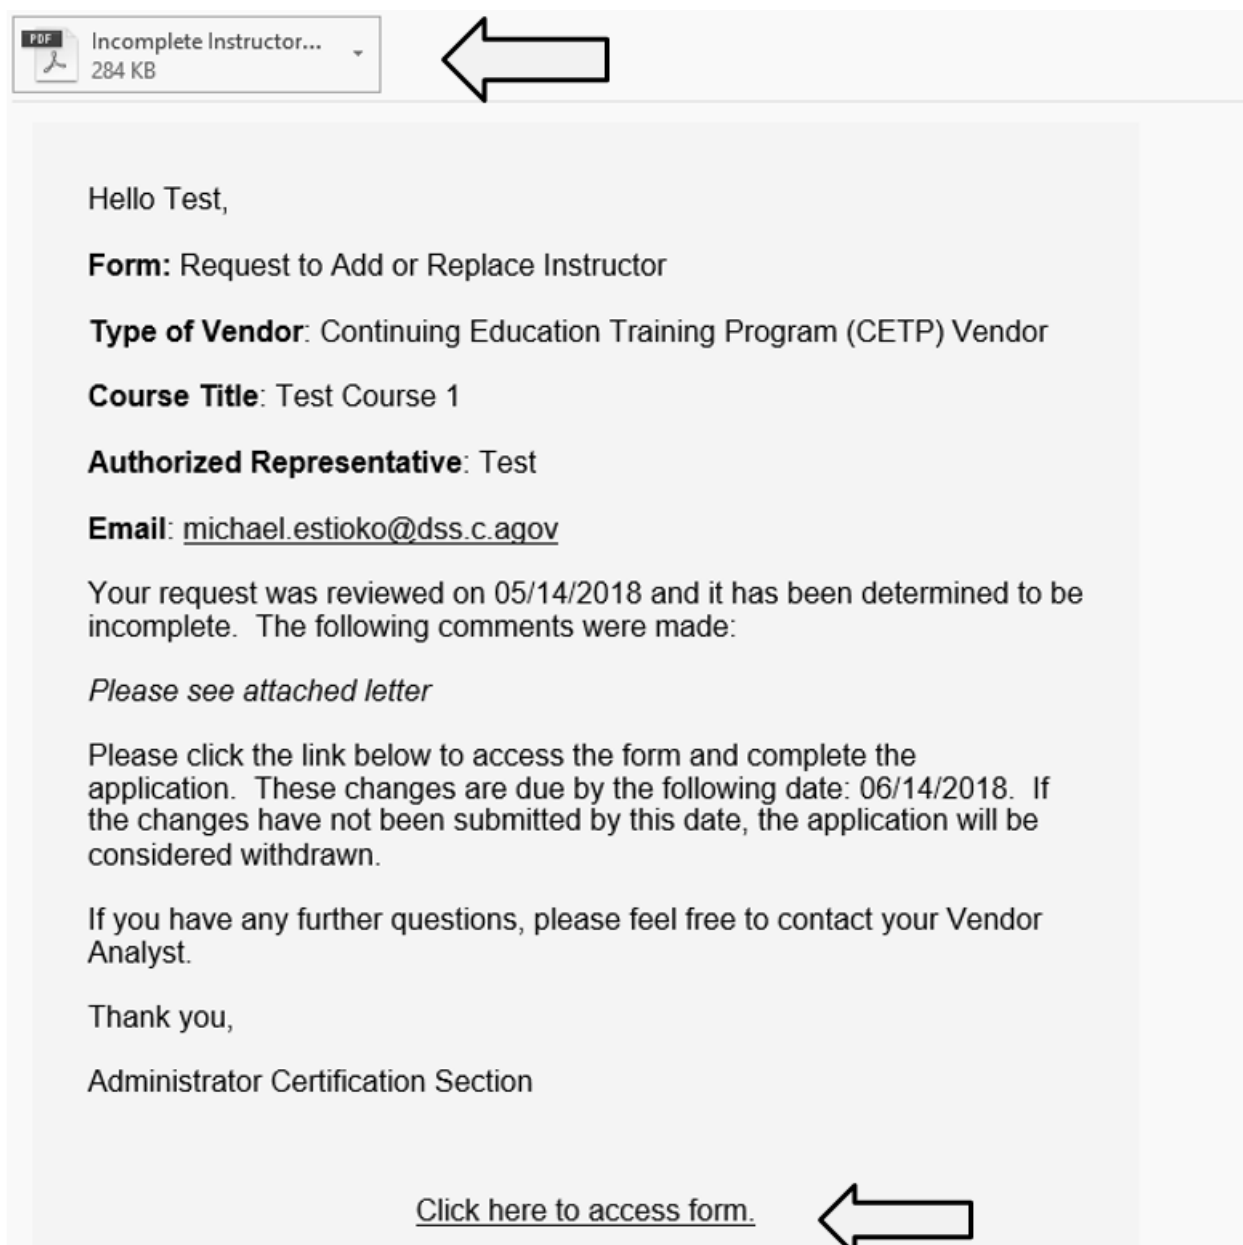 PDF
Incomplete Instructor...
284 KB
Hello Test,
Form: Request to Add or Replace Instructor
Type of Vendor: Continuing Education Training Program (CETP) Vendor
Course Title: Test Course 1
Authorized Representative: Test
Email: michael.estioko@dss.c.agov
Your request was reviewed on 05/14/2018 and it has been determined to be
incomplete.  The following comments were made:
Please see attached letter
Please click the link below to access the form and complete the
application.  These changes are due by the following date: 06/14/2018.  If
the changes have not been submitted by this date, the application will be
considered withdrawn.
If you have any further questions, please feel free to contact your Vendor
Analyst.
Thank you,
Administrator Certification Section
Click here to access form.